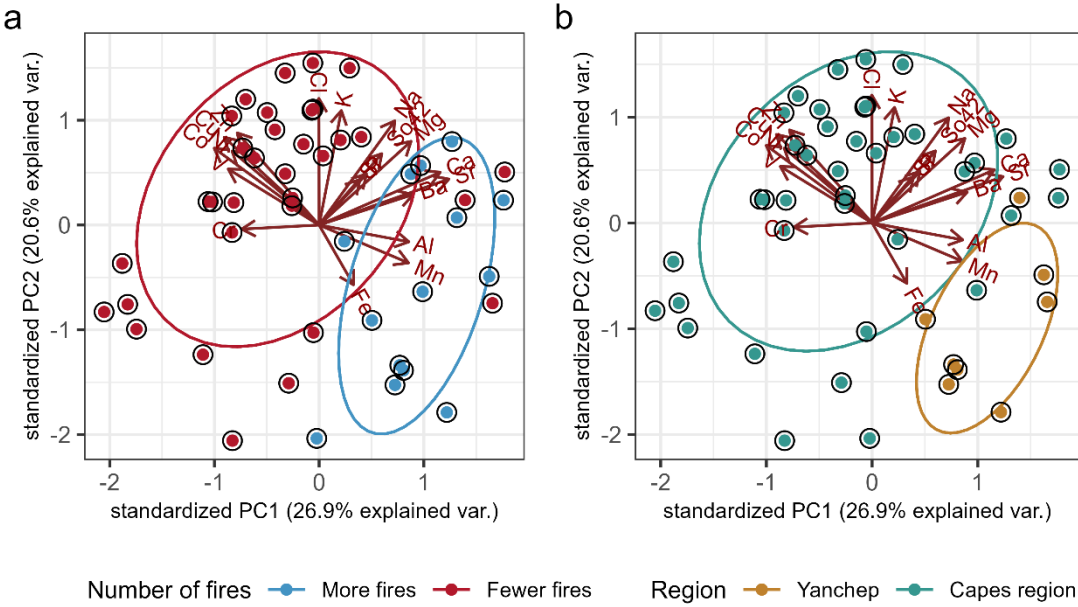 a
b
standardized PC2 (20.6% explained var.)
1
0
-1
-2
Cl
K
Na
So42-
Mg
Ca
Sr
Ba
Al
Mn
Fe
-2
-1
0
1
standardized PC1 (26.9% explained var.)
standardized PC2 (20.6% explained var.)
1
0
-1
-2
Cl
K
Na
So42-
Mg
Ca
Sr
Ba
Al
Mn
Fe
-2
-1
0
1
standardized PC1 (26.9% explained var.)
Number of fires
More fires
Fewer fires
Region
Yanchep
Capes region